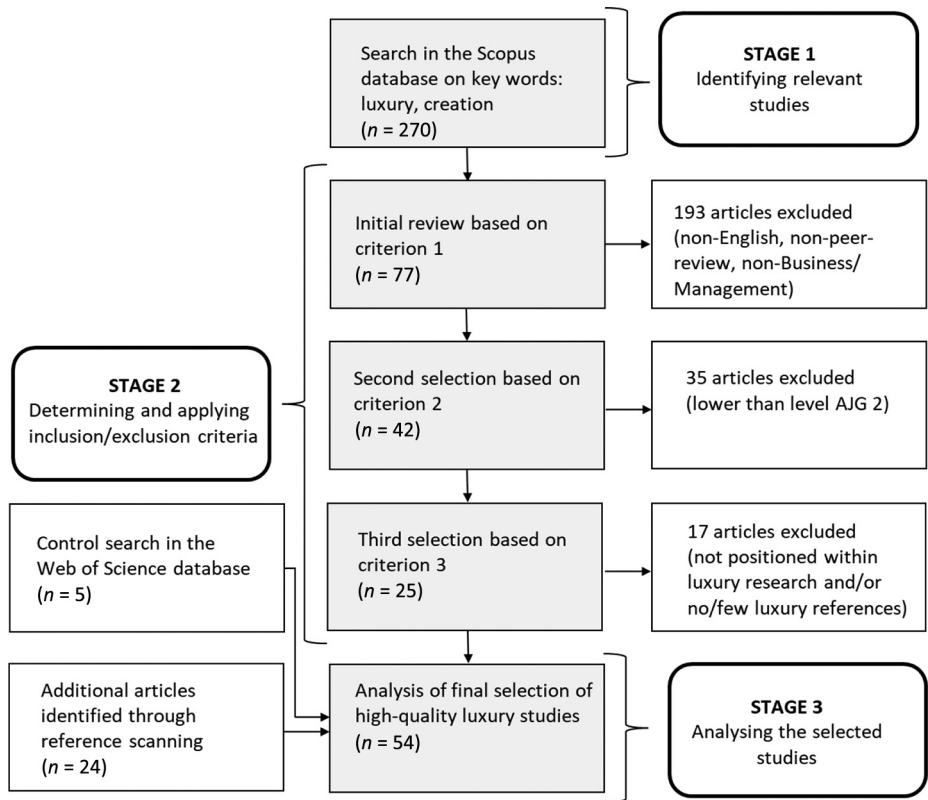 Search in the Scopus
database on key words:
luxury, creation
(n = 270)
STAGE 1
Identifying relevant
studies
Initial review based on
criterion 1
(n = 77)
193 articles excluded
(non-English, non-peer-
review, non-Business/
Management)
STAGE 2
Determining and applying
inclusion/exclusion criteria
Second selection based on
criterion 2
(n = 42)
35 articles excluded
(lower than level AJG 2)
Third selection based on
criterion 3
(n = 25)
17 articles excluded
(not positioned within
luxury research and/or
no/few luxury references)
Control search in the
Web of Science database
(n = 5)
Additional articles
identified through
reference scanning
(n = 24)
Analysis of final selection of
high-quality luxury studies
(n = 54)
STAGE 3
Analysing the selected
studies